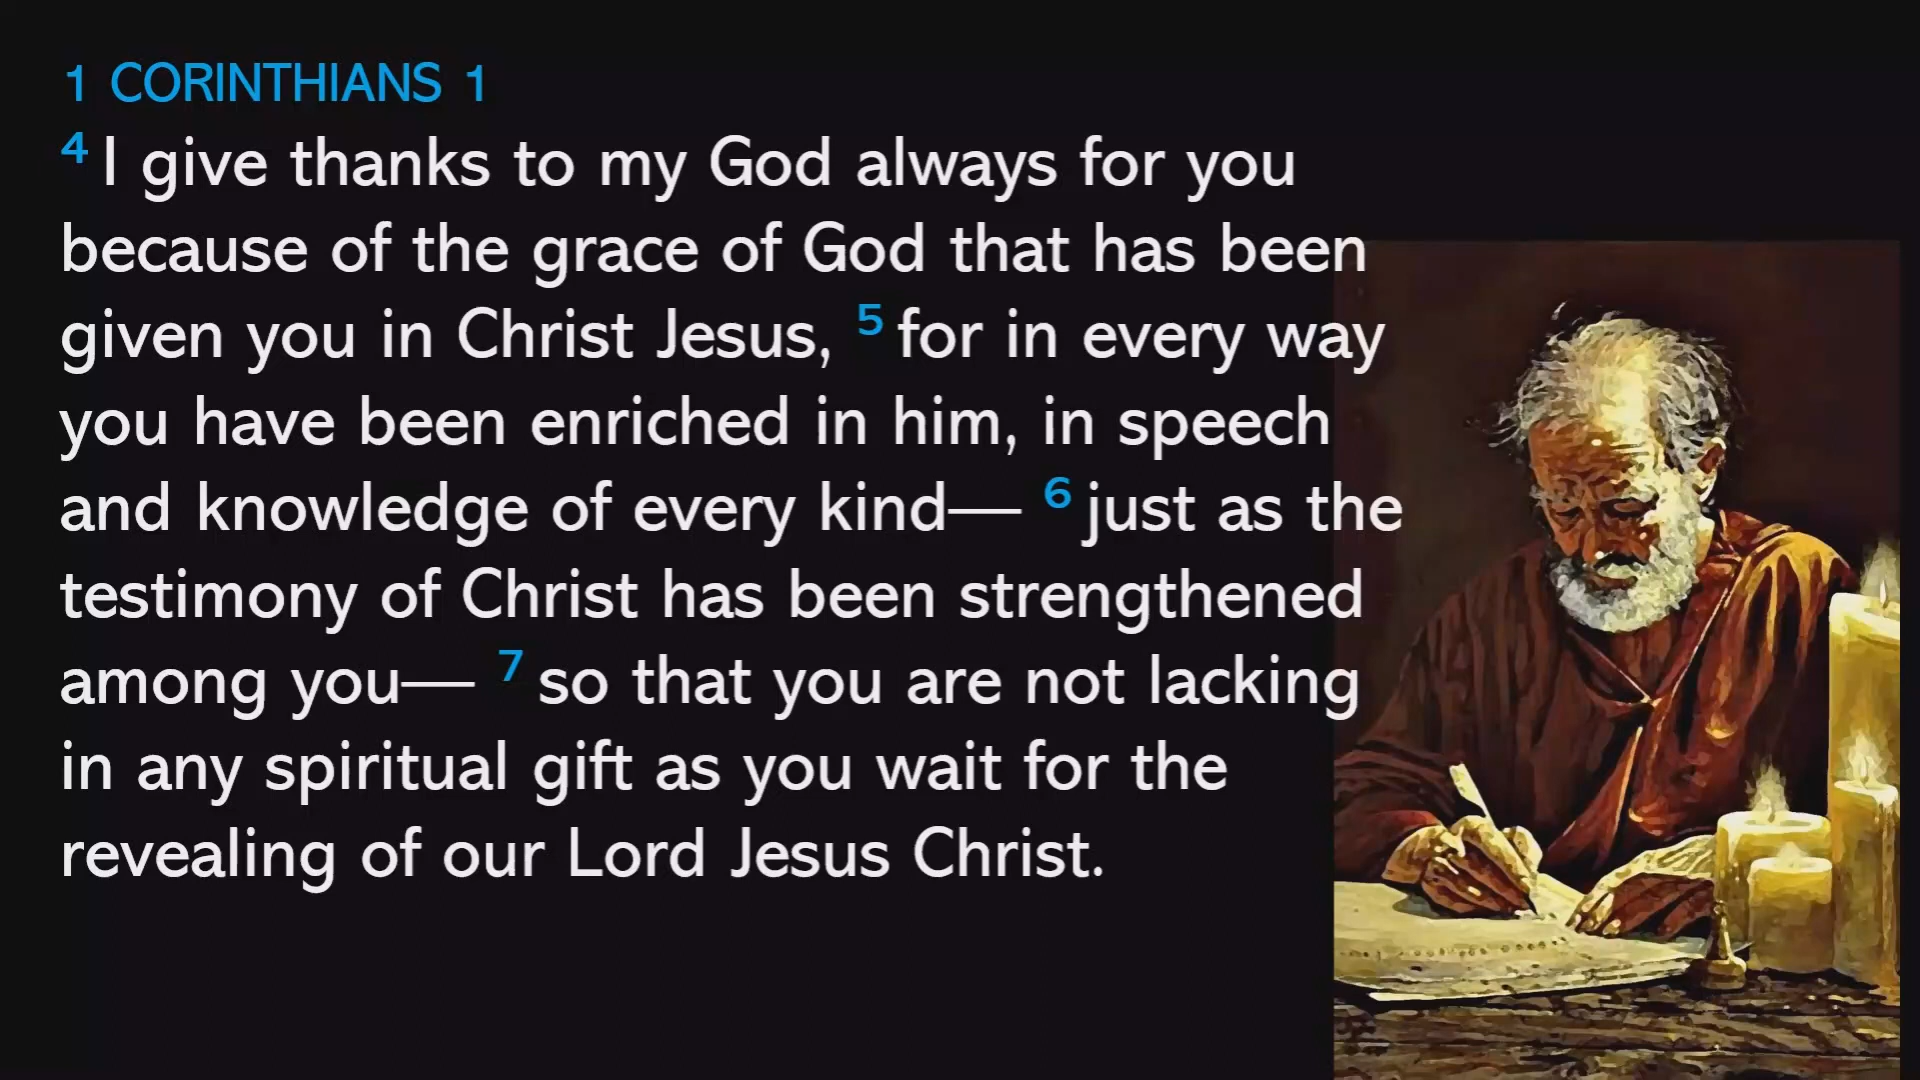 1 CORINTHIANS 1
4 I give thanks to my God always for you
because of the grace of God that has been
given you in Christ Jesus, 5 for in every way
you have been enriched in him, in speech
and knowledge of every kind— 6 just as the
testimony of Christ has been strengthened
among you— 7 so that you are not lacking
in any spiritual gift as you wait for the
revealing of our Lord Jesus Christ.